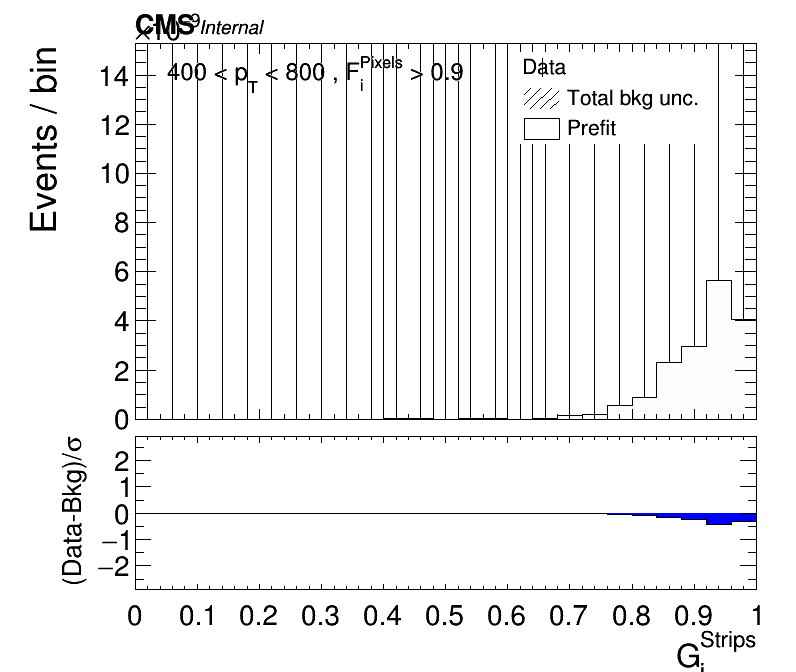 CMS Internal
×10⁻⁹
400 < p_T < 800 , F_i^Pixels > 0.9
Data
Total bkg unc.
Prefit
Events / bin
14
12
10
8
6
4
2
0
(Data-Bkg)/σ
2
1
0
−1
−2
0 0.1 0.2 0.3 0.4 0.5 0.6 0.7 0.8 0.9 1
G_i^Strips